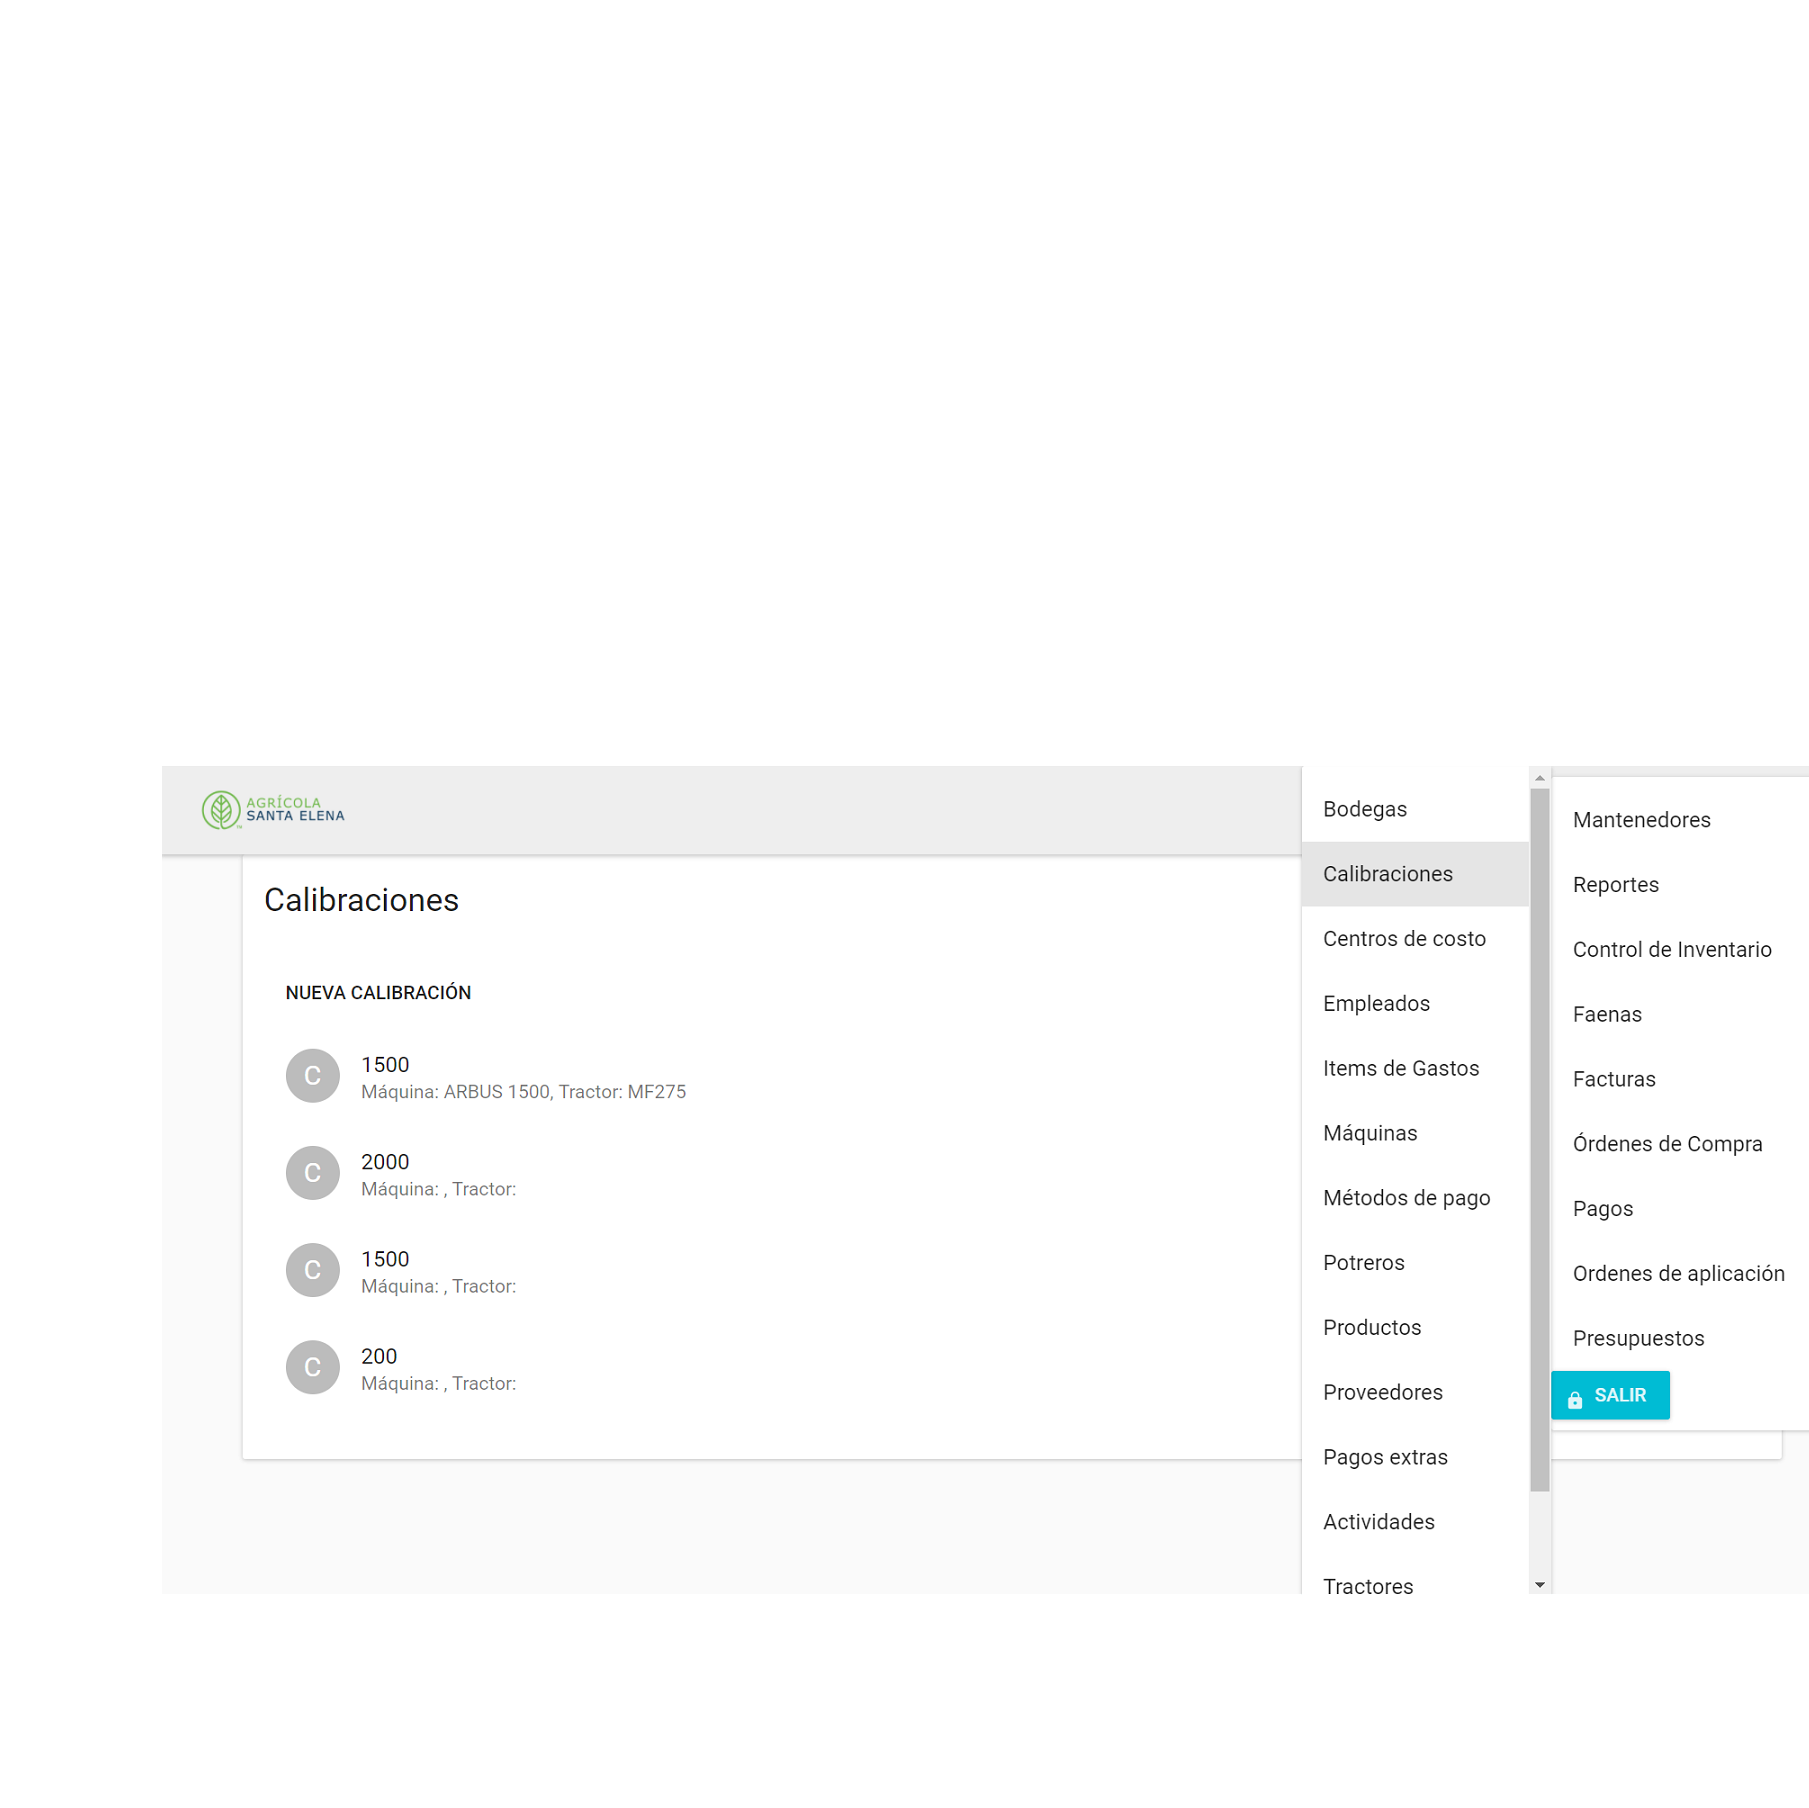 AGRÍCOLA
SANTA ELENA
Calibraciones
NUEVA CALIBRACIÓN
C
1500
Máquina: ARBUS 1500, Tractor: MF275
C
2000
Máquina: , Tractor:
C
1500
Máquina: , Tractor:
C
200
Máquina: , Tractor:
Bodegas
Calibraciones
Centros de costo
Empleados
Items de Gastos
Máquinas
Métodos de pago
Potreros
Productos
Proveedores
Pagos extras
Actividades
Tractores
Mantenedores
Reportes
Control de Inventario
Faenas
Facturas
Órdenes de Compra
Pagos
Ordenes de aplicación
Presupuestos
SALIR